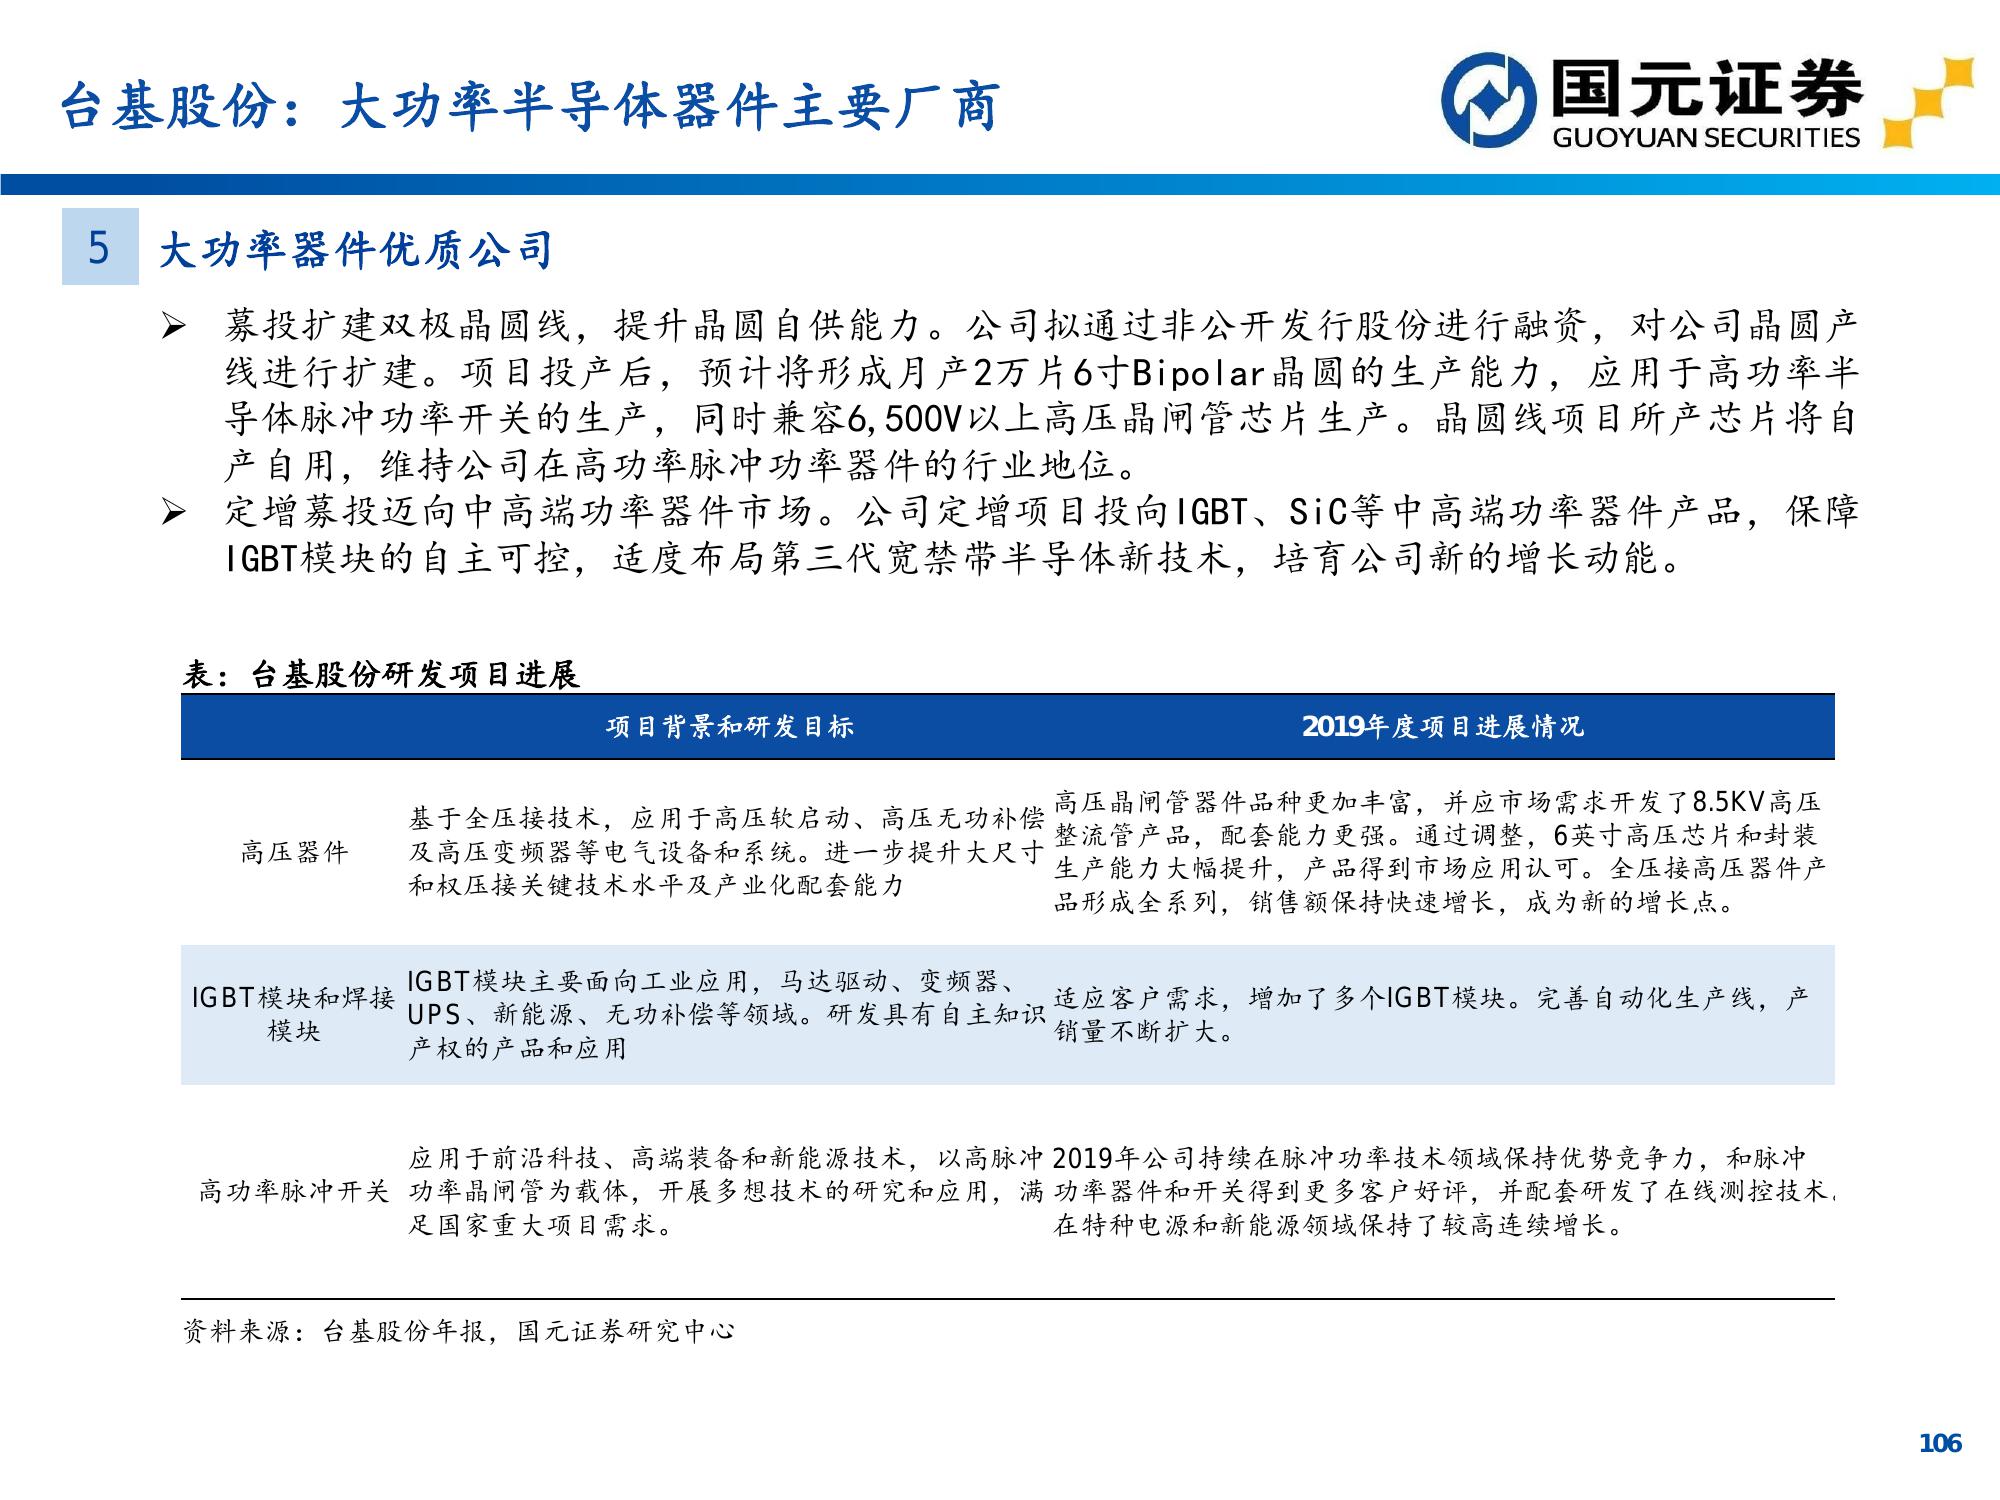 台基股份：大功率半导体器件主要厂商
国元证券
GUOYUAN SECURITIES
5
大功率器件优质公司
➢ 募投扩建双极晶圆线，提升晶圆自供能力。公司拟通过非公开发行股份进行融资，对公司晶圆产
线进行扩建。项目投产后，预计将形成月产2万片6寸Bipolar晶圆的生产能力，应用于高功率半
导体脉冲功率开关的生产，同时兼容6,500V以上高压晶闸管芯片生产。晶圆线项目所产芯片将自
产自用，维持公司在高功率脉冲功率器件的行业地位。
➢ 定增募投迈向中高端功率器件市场。公司定增项目投向IGBT、SiC等中高端功率器件产品，保障
IGBT模块的自主可控，适度布局第三代宽禁带半导体新技术，培育公司新的增长动能。
表：台基股份研发项目进展
项目背景和研发目标
2019年度项目进展情况
高压器件
基于全压接技术，应用于高压软启动、高压无功补偿
及高压变频器等电气设备和系统。进一步提升大尺寸
和权压接关键技术水平及产业化配套能力
高压晶闸管器件品种更加丰富，并应市场需求开发了8.5KV高压
整流管产品，配套能力更强。通过调整，6英寸高压芯片和封装
生产能力大幅提升，产品得到市场应用认可。全压接高压器件产
品形成全系列，销售额保持快速增长，成为新的增长点。
IGBT模块和焊接
模块
IGBT模块主要面向工业应用，马达驱动、变频器、
UPS、新能源、无功补偿等领域。研发具有自主知识
产权的产品和应用
适应客户需求，增加了多个IGBT模块。完善自动化生产线，产
销量不断扩大。
高功率脉冲开关
应用于前沿科技、高端装备和新能源技术，以高脉冲
功率晶闸管为载体，开展多想技术的研究和应用，满
足国家重大项目需求。
2019年公司持续在脉冲功率技术领域保持优势竞争力，和脉冲
功率器件和开关得到更多客户好评，并配套研发了在线测控技术，
在特种电源和新能源领域保持了较高连续增长。
资料来源：台基股份年报，国元证券研究中心
106